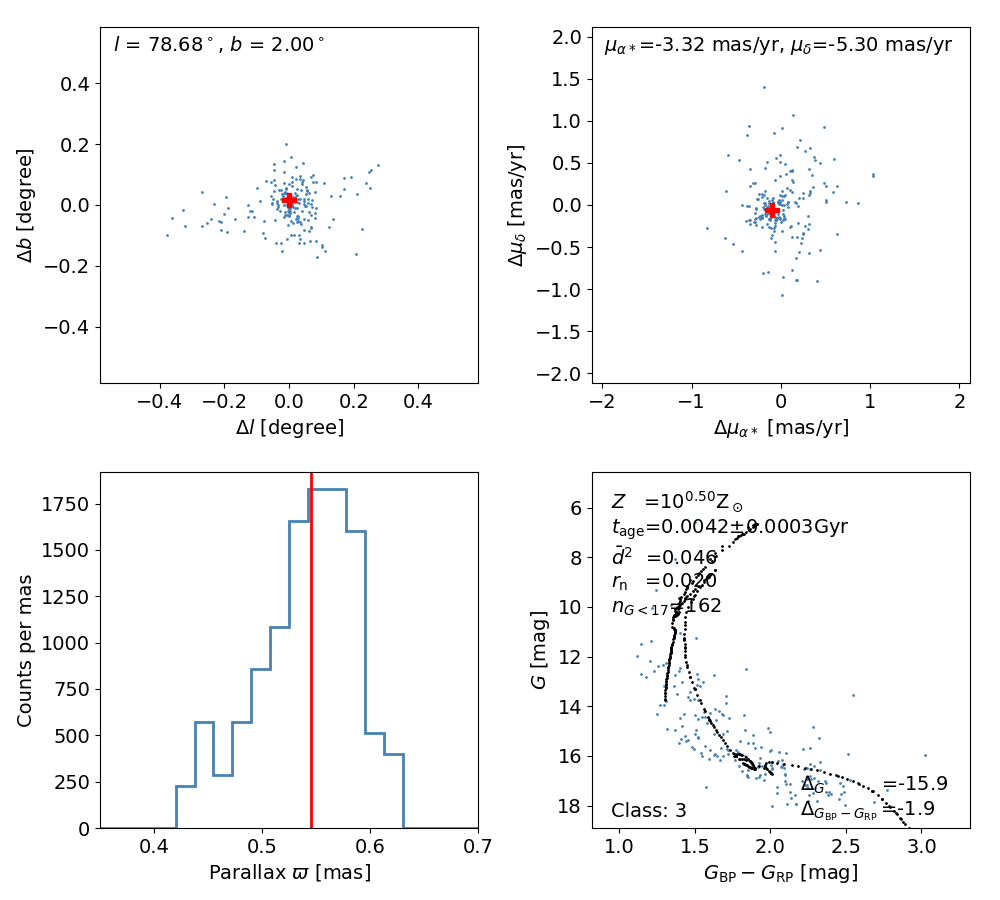 l = 78.68°, b = 2.00°
0.4
0.2
0.0
−0.2
−0.4
Δb [degree]
−0.4 −0.2 0.0 0.2 0.4
Δl [degree]
μα*=-3.32 mas/yr, μδ=-5.30 mas/yr
2.0
1.5
1.0
0.5
0.0
−0.5
−1.0
−1.5
−2.0
Δμδ [mas/yr]
−2 −1 0 1 2
Δμα* [mas/yr]
1750
1500
1250
1000
750
500
250
0
Counts per mas
0.4 0.5 0.6 0.7
Parallax ϖ [mas]
Z =10^0.50 Z⊙
t_age=0.0042±0.0003Gyr
d̄² =0.046
r_n =0.020
n_G<17=162
6
8
10
12
14
16
18
G [mag]
Δ_G =-15.9
Δ_G_BP−G_RP =-1.9
Class: 3
1.0 1.5 2.0 2.5 3.0
G_BP − G_RP [mag]